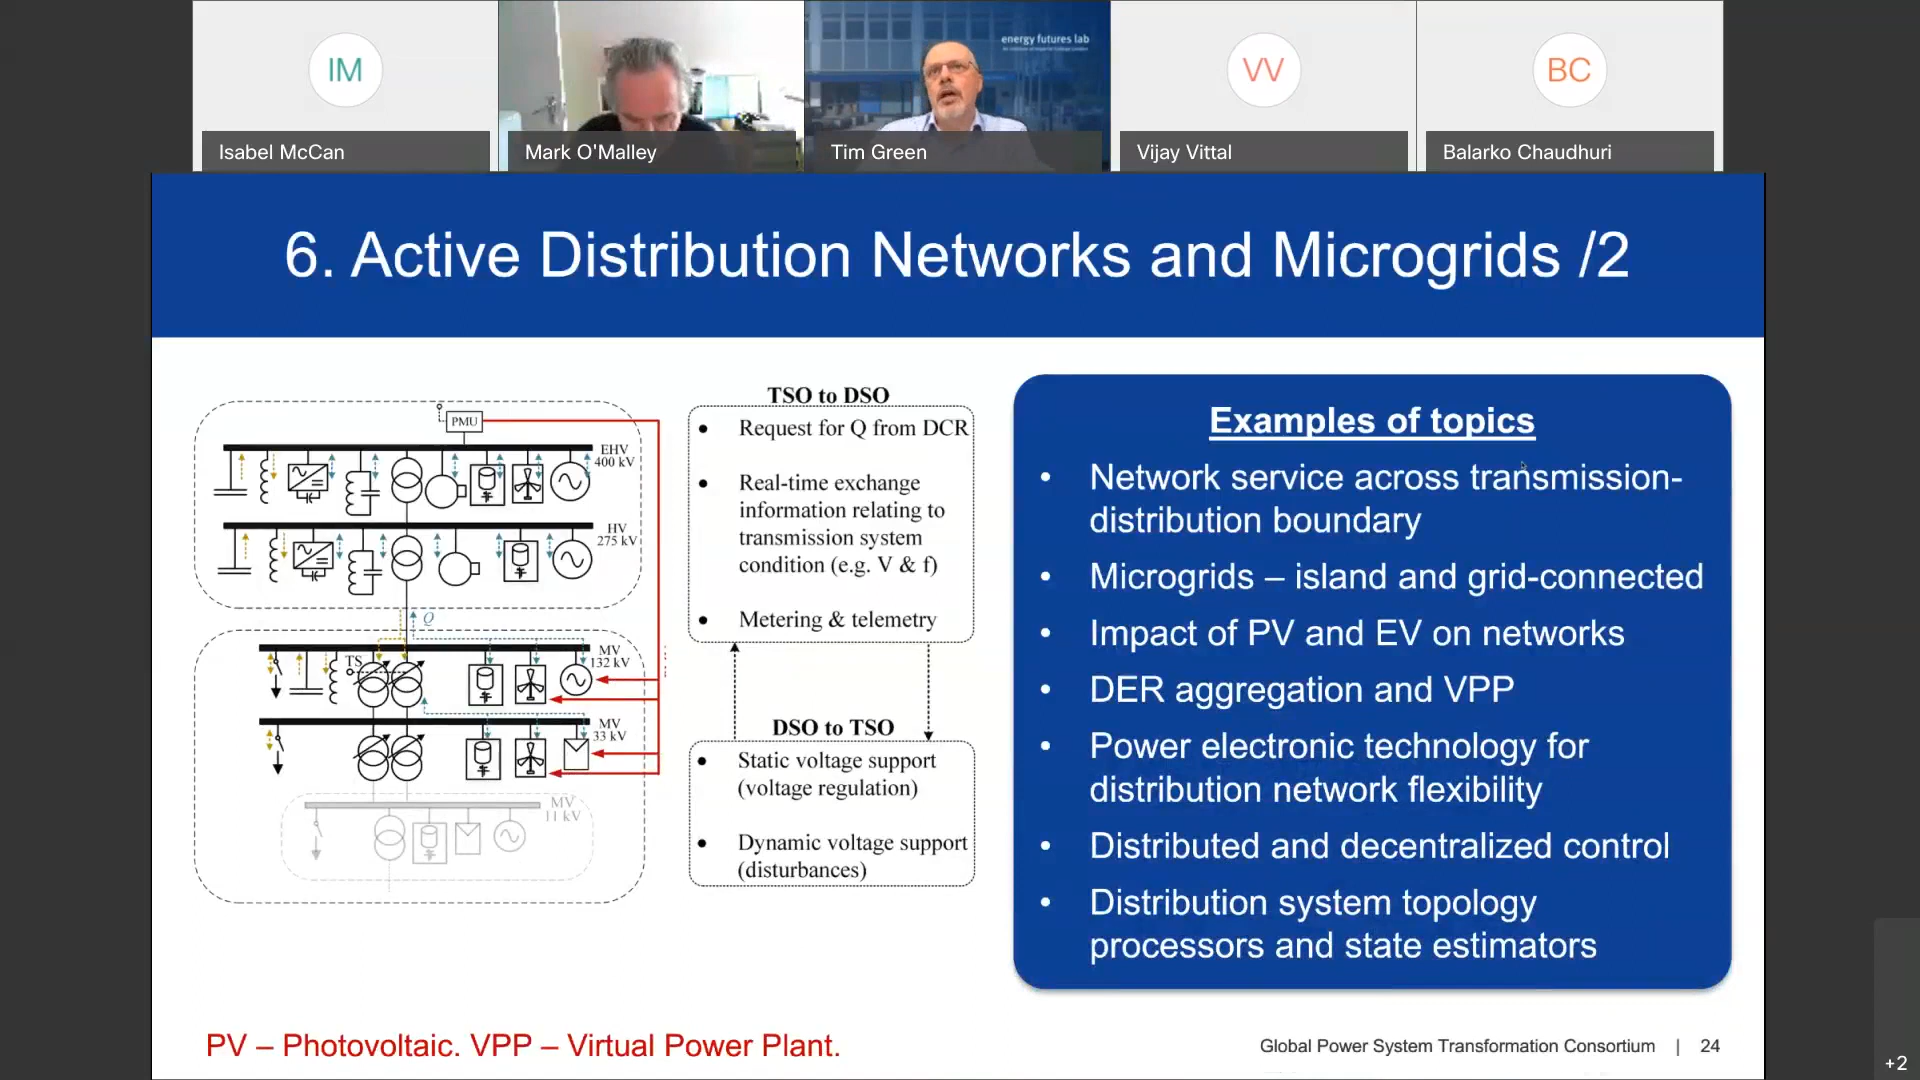 IM
energy futures lab
VV
BC
Isabel McCan
Mark O'Malley
Tim Green
Vijay Vittal
Balarko Chaudhuri
6. Active Distribution Networks and Microgrids /2
PMU
EHV
400 kV
HV
275 kV
Q
TS
MV
132 kV
MV
33 kV
MV
11 kV
TSO to DSO
• Request for Q from DCR
• Real-time exchange
information relating to
transmission system
condition (e.g. V & f)
• Metering & telemetry
DSO to TSO
• Static voltage support
(voltage regulation)
• Dynamic voltage support
(disturbances)
Examples of topics
• Network service across transmission-
distribution boundary
• Microgrids – island and grid-connected
• Impact of PV and EV on networks
• DER aggregation and VPP
• Power electronic technology for
distribution network flexibility
• Distributed and decentralized control
• Distribution system topology
processors and state estimators
PV – Photovoltaic. VPP – Virtual Power Plant.
Global Power System Transformation Consortium | 24
+2